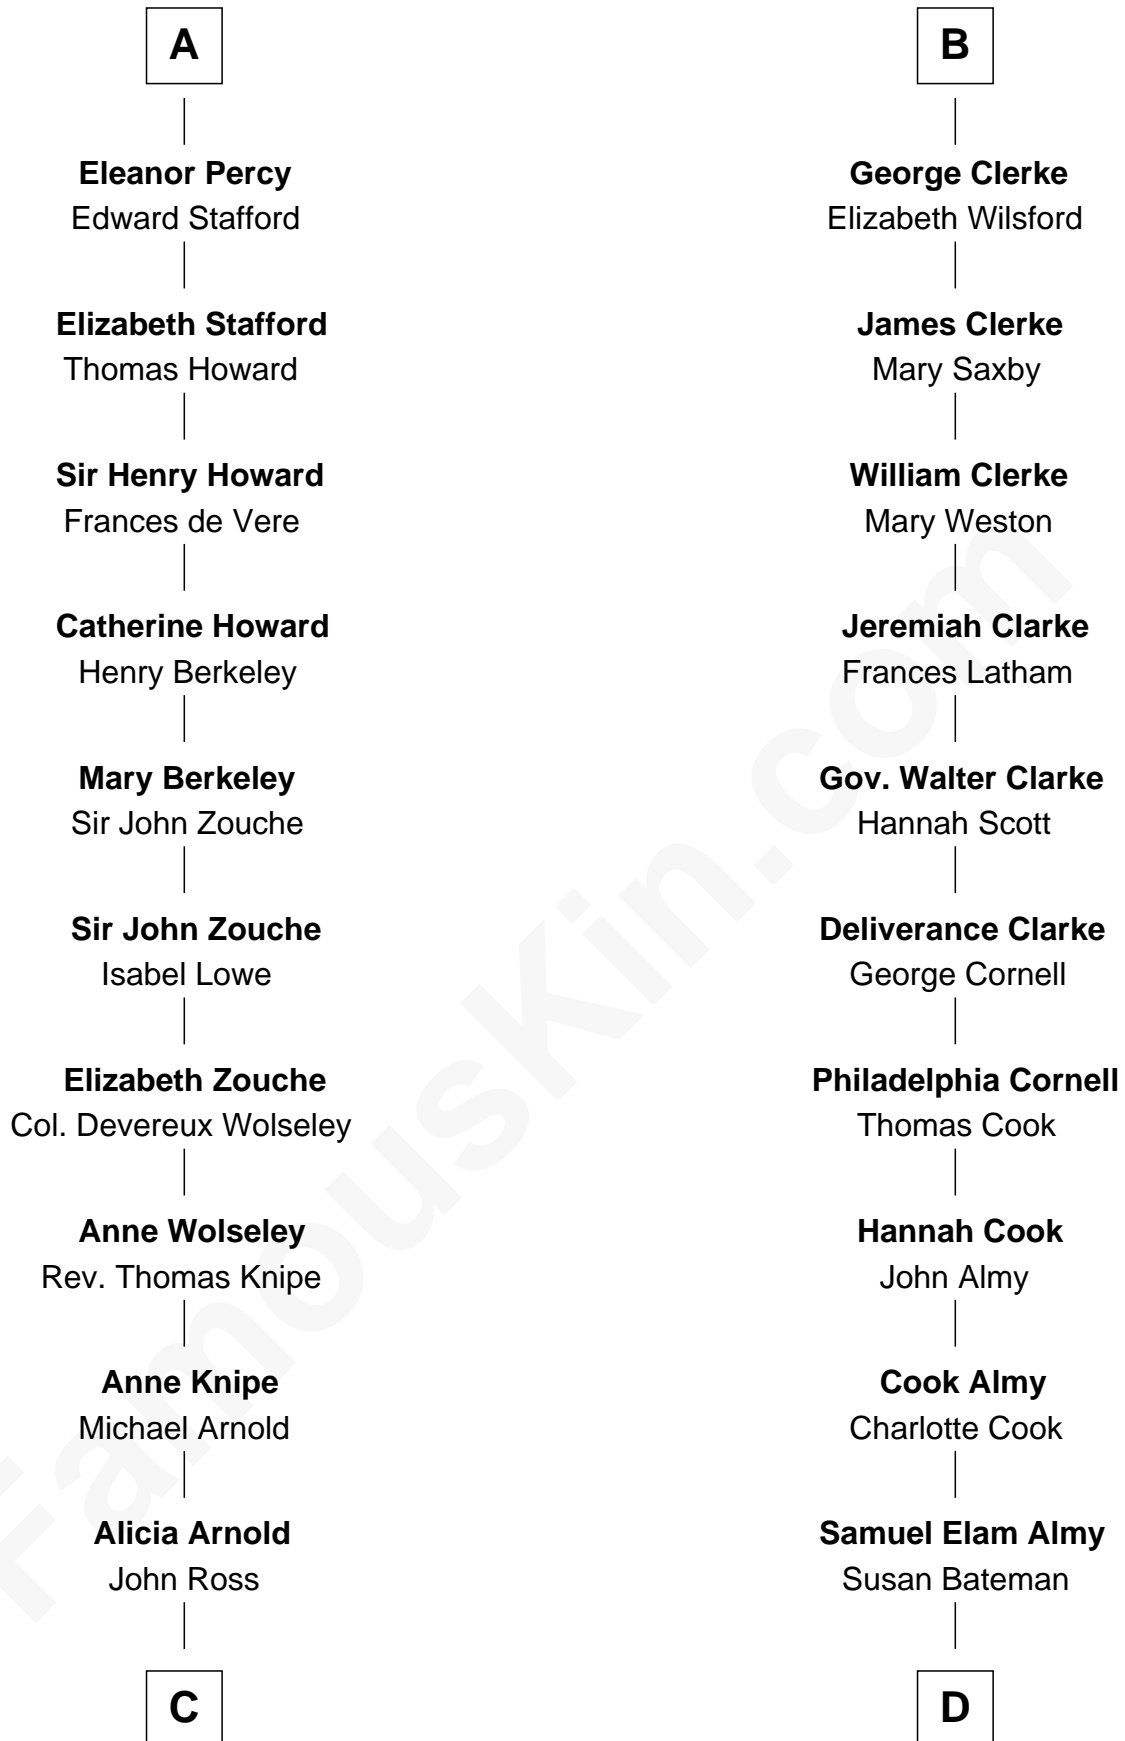 A
Eleanor Percy
Edward Stafford
Elizabeth Stafford
Thomas Howard
Sir Henry Howard
Frances de Vere
Catherine Howard
Henry Berkeley
Mary Berkeley
Sir John Zouche
Sir John Zouche
Isabel Lowe
Elizabeth Zouche
Col. Devereux Wolseley
Anne Wolseley
Rev. Thomas Knipe
Anne Knipe
Michael Arnold
Alicia Arnold
John Ross
C
B
George Clerke
Elizabeth Wilsford
James Clerke
Mary Saxby
William Clerke
Mary Weston
Jeremiah Clarke
Frances Latham
Gov. Walter Clarke
Hannah Scott
Deliverance Clarke
George Cornell
Philadelphia Cornell
Thomas Cook
Hannah Cook
John Almy
Cook Almy
Charlotte Cook
Samuel Elam Almy
Susan Bateman
D
FamousKin.com